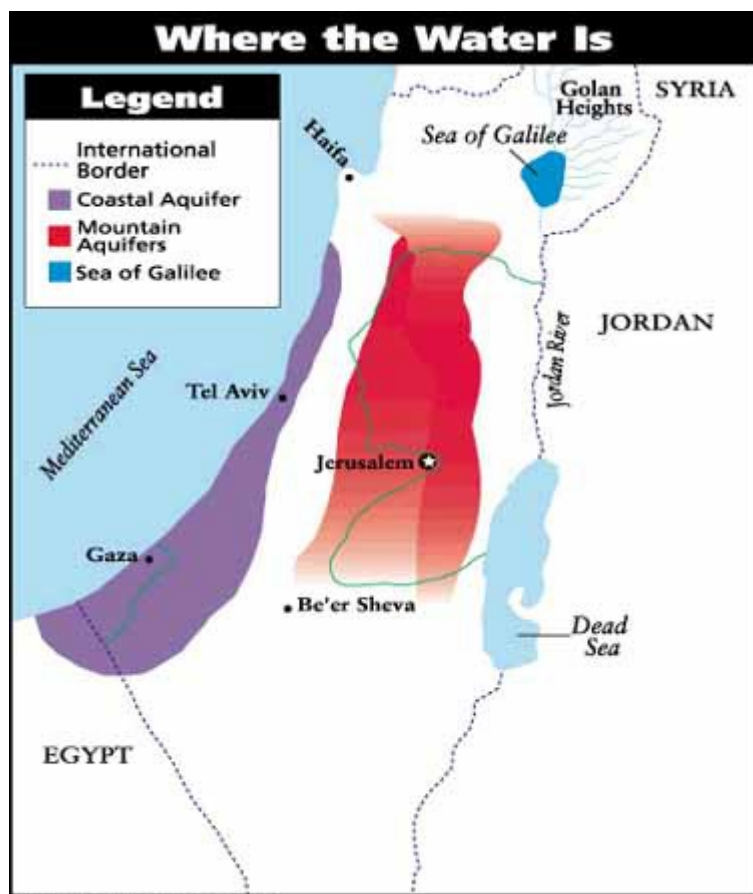 Where the Water Is
Legend
International
Border
Coastal Aquifer
Mountain
Aquifers
Sea of Galilee
Golan
Heights
SYRIA
Sea of Galilee
Haifa
JORDAN
Jordan River
Mediterranean Sea
Tel Aviv
Jerusalem
Gaza
Be'er Sheva
Dead
Sea
EGYPT